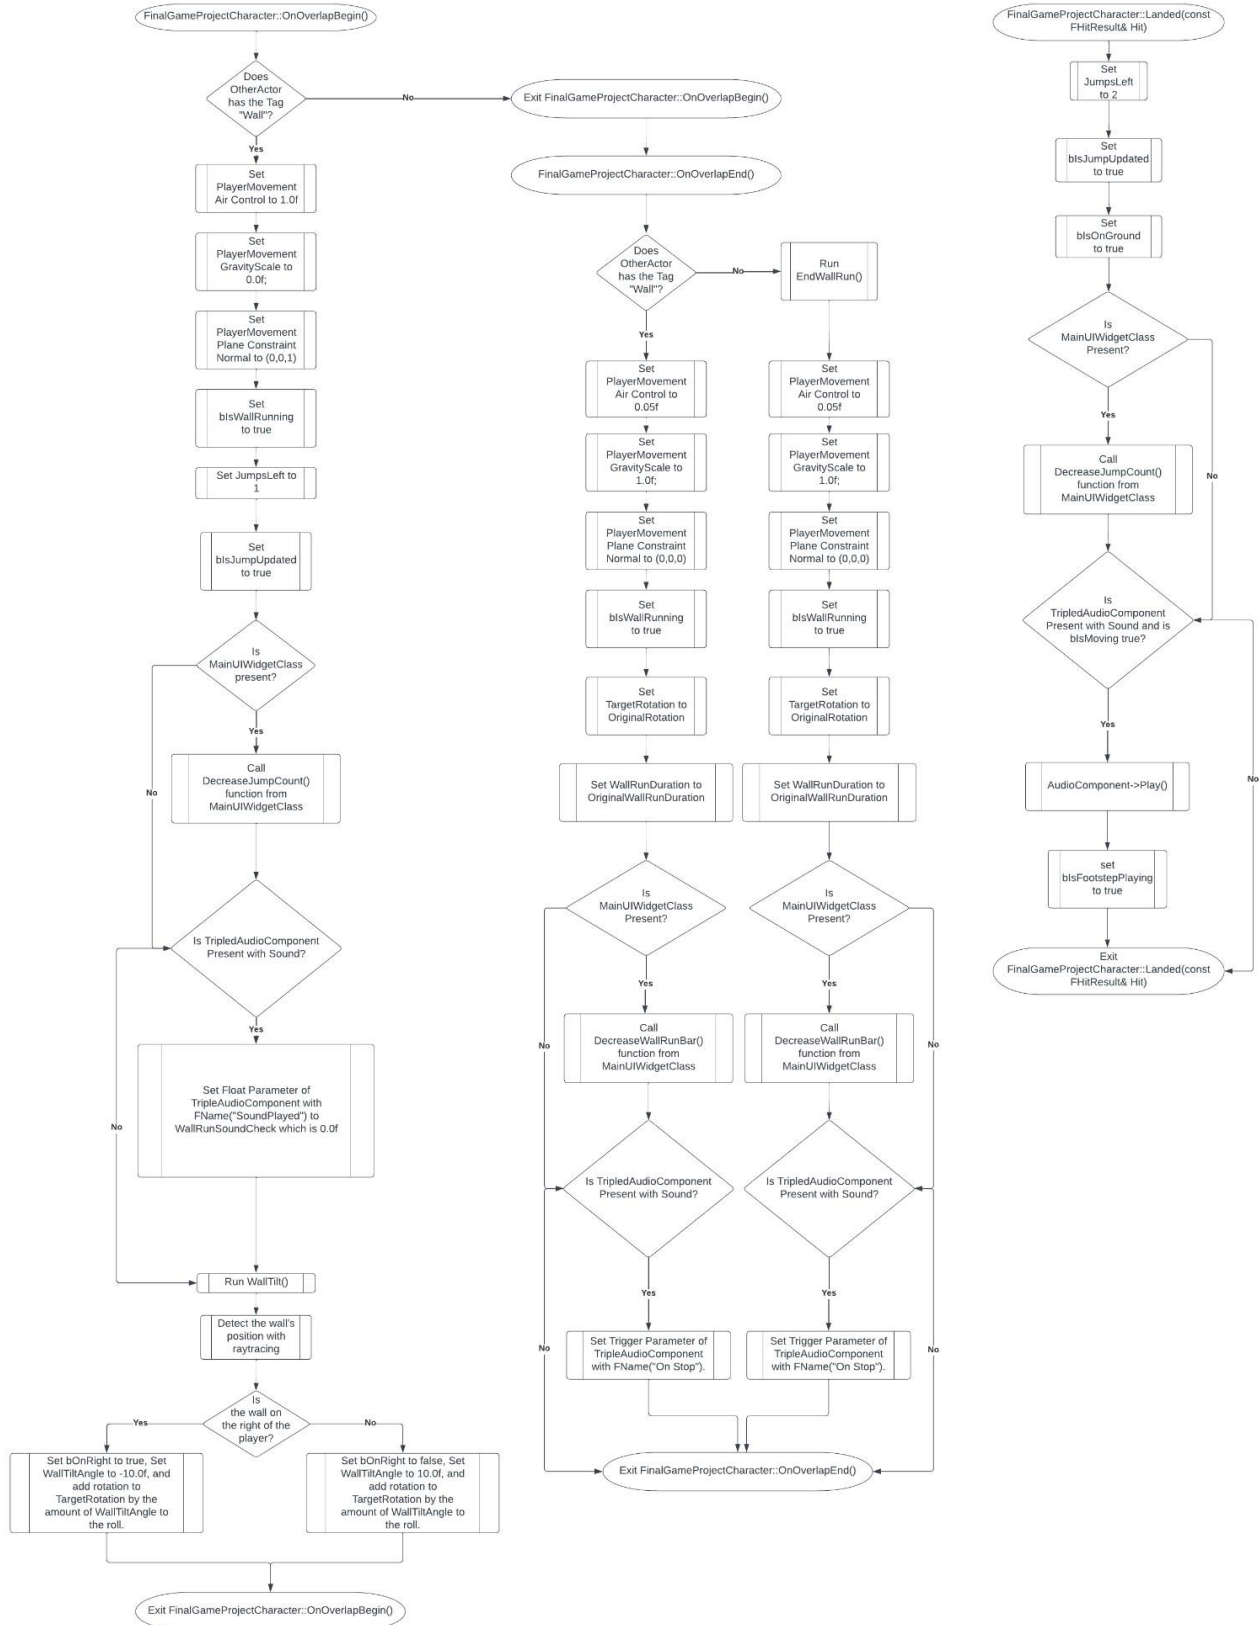 FinalGameProjectCharacter::OnOverlapBegin()
Does
OtherActor
has the Tag
"Wall"?
No
Yes
Set
PlayerMovement
Air Control to 1.0f
Set
PlayerMovement
GravityScale to
0.0f;
Set
PlayerMovement
Plane Constraint
Normal to (0,0,1)
Set
bIsWallRunning
to true
Set JumpsLeft to
1
Set
bIsJumpUpdated
to true
Is
MainUIWidgetClass
present?
Yes
No
Call
DecreaseJumpCount()
function from
MainUIWidgetClass
Is TripledAudioComponent
Present with Sound?
Yes
No
Set Float Parameter of
TripleAudioComponent with
FName("SoundPlayed") to
WallRunSoundCheck which is 0.0f
Run WallTilt()
Detect the wall's
position with
raytracing
Is
the wall on
the right of the
player?
Yes
No
Set bOnRight to true, Set
WallTiltAngle to -10.0f, and
add rotation to
TargetRotation by the
amount of WallTiltAngle to
the roll.
Set bOnRight to false, Set
WallTiltAngle to 10.0f, and
add rotation to
TargetRotation by the
amount of WallTiltAngle to
the roll.
Exit FinalGameProjectCharacter::OnOverlapBegin()
Exit FinalGameProjectCharacter::OnOverlapBegin()
FinalGameProjectCharacter::OnOverlapEnd()
Does
OtherActor
has the Tag
"Wall"?
No
Yes
Run
EndWallRun()
Set
PlayerMovement
Air Control to
0.05f
Set
PlayerMovement
GravityScale to
1.0f;
Set
PlayerMovement
Plane Constraint
Normal to (0,0,0)
Set
bIsWallRunning
to true
Set
TargetRotation to
OriginalRotation
Set WallRunDuration to
OriginalWallRunDuration
Is
MainUIWidgetClass
Present?
Yes
No
Call
DecreaseWallRunBar()
function from
MainUIWidgetClass
Is TripledAudioComponent
Present with Sound?
Yes
No
Set Trigger Parameter of
TripleAudioComponent
with FName("On Stop").
Set
PlayerMovement
Air Control to
0.05f
Set
PlayerMovement
GravityScale to
1.0f;
Set
PlayerMovement
Plane Constraint
Normal to (0,0,0)
Set
bIsWallRunning
to true
Set
TargetRotation to
OriginalRotation
Set WallRunDuration to
OriginalWallRunDuration
Is
MainUIWidgetClass
Present?
Yes
No
Call
DecreaseWallRunBar()
function from
MainUIWidgetClass
Is TripledAudioComponent
Present with Sound?
Yes
No
Set Trigger Parameter of
TripleAudioComponent
with FName("On Stop").
Exit FinalGameProjectCharacter::OnOverlapEnd()
FinalGameProjectCharacter::Landed(const
FHitResult& Hit)
Set
JumpsLeft
to 2
Set
bIsJumpUpdated
to true
Set
bIsOnGround
to true
Is
MainUIWidgetClass
Present?
Yes
No
Call
DecreaseJumpCount()
function from
MainUIWidgetClass
Is
TripledAudioComponent
Present with Sound and is
bIsMoving true?
Yes
No
AudioComponent->Play()
set
bIsFootstepPlaying
to true
Exit
FinalGameProjectCharacter::Landed(const
FHitResult& Hit)